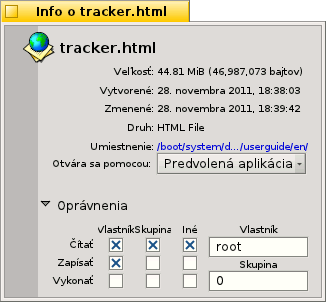 Info o tracker.html
tracker.html
Veľkosť: 44.81 MiB (46,987,073 bajtov)
Vytvorené: 28. novembra 2011, 18:38:03
Zmenené: 28. novembra 2011, 18:39:42
Druh: HTML File
Umiestnenie: /boot/system/d.../userguide/en/
Otvára sa pomocou: Predvolená aplikácia
Oprávnenia
Vlastník Skupina Iné Vlastník
Čítať root
Zapísať Skupina
Vykonať 0